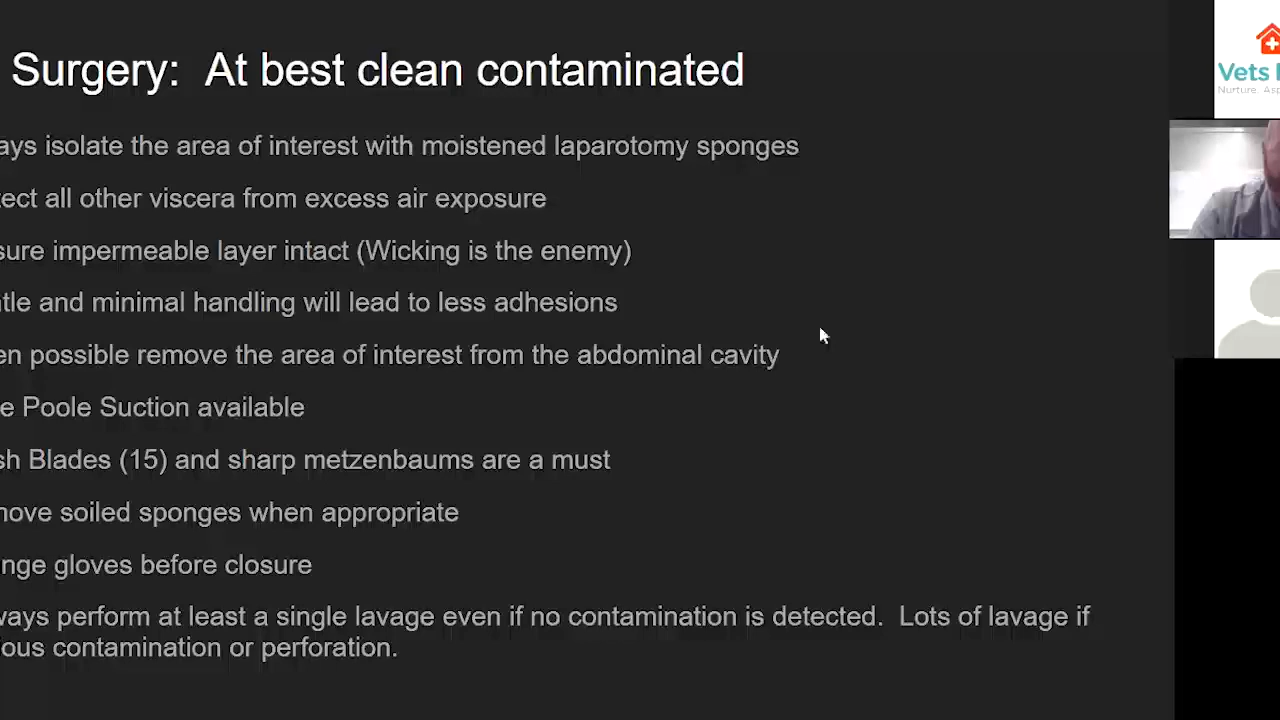 Surgery: At best clean contaminated
ays isolate the area of interest with moistened laparotomy sponges
tect all other viscera from excess air exposure
sure impermeable layer intact (Wicking is the enemy)
tle and minimal handling will lead to less adhesions
en possible remove the area of interest from the abdominal cavity
e Poole Suction available
sh Blades (15) and sharp metzenbaums are a must
nove soiled sponges when appropriate
nge gloves before closure
ways perform at least a single lavage even if no contamination is detected. Lots of lavage if
ious contamination or perforation.
Vets
Nurture. Asp